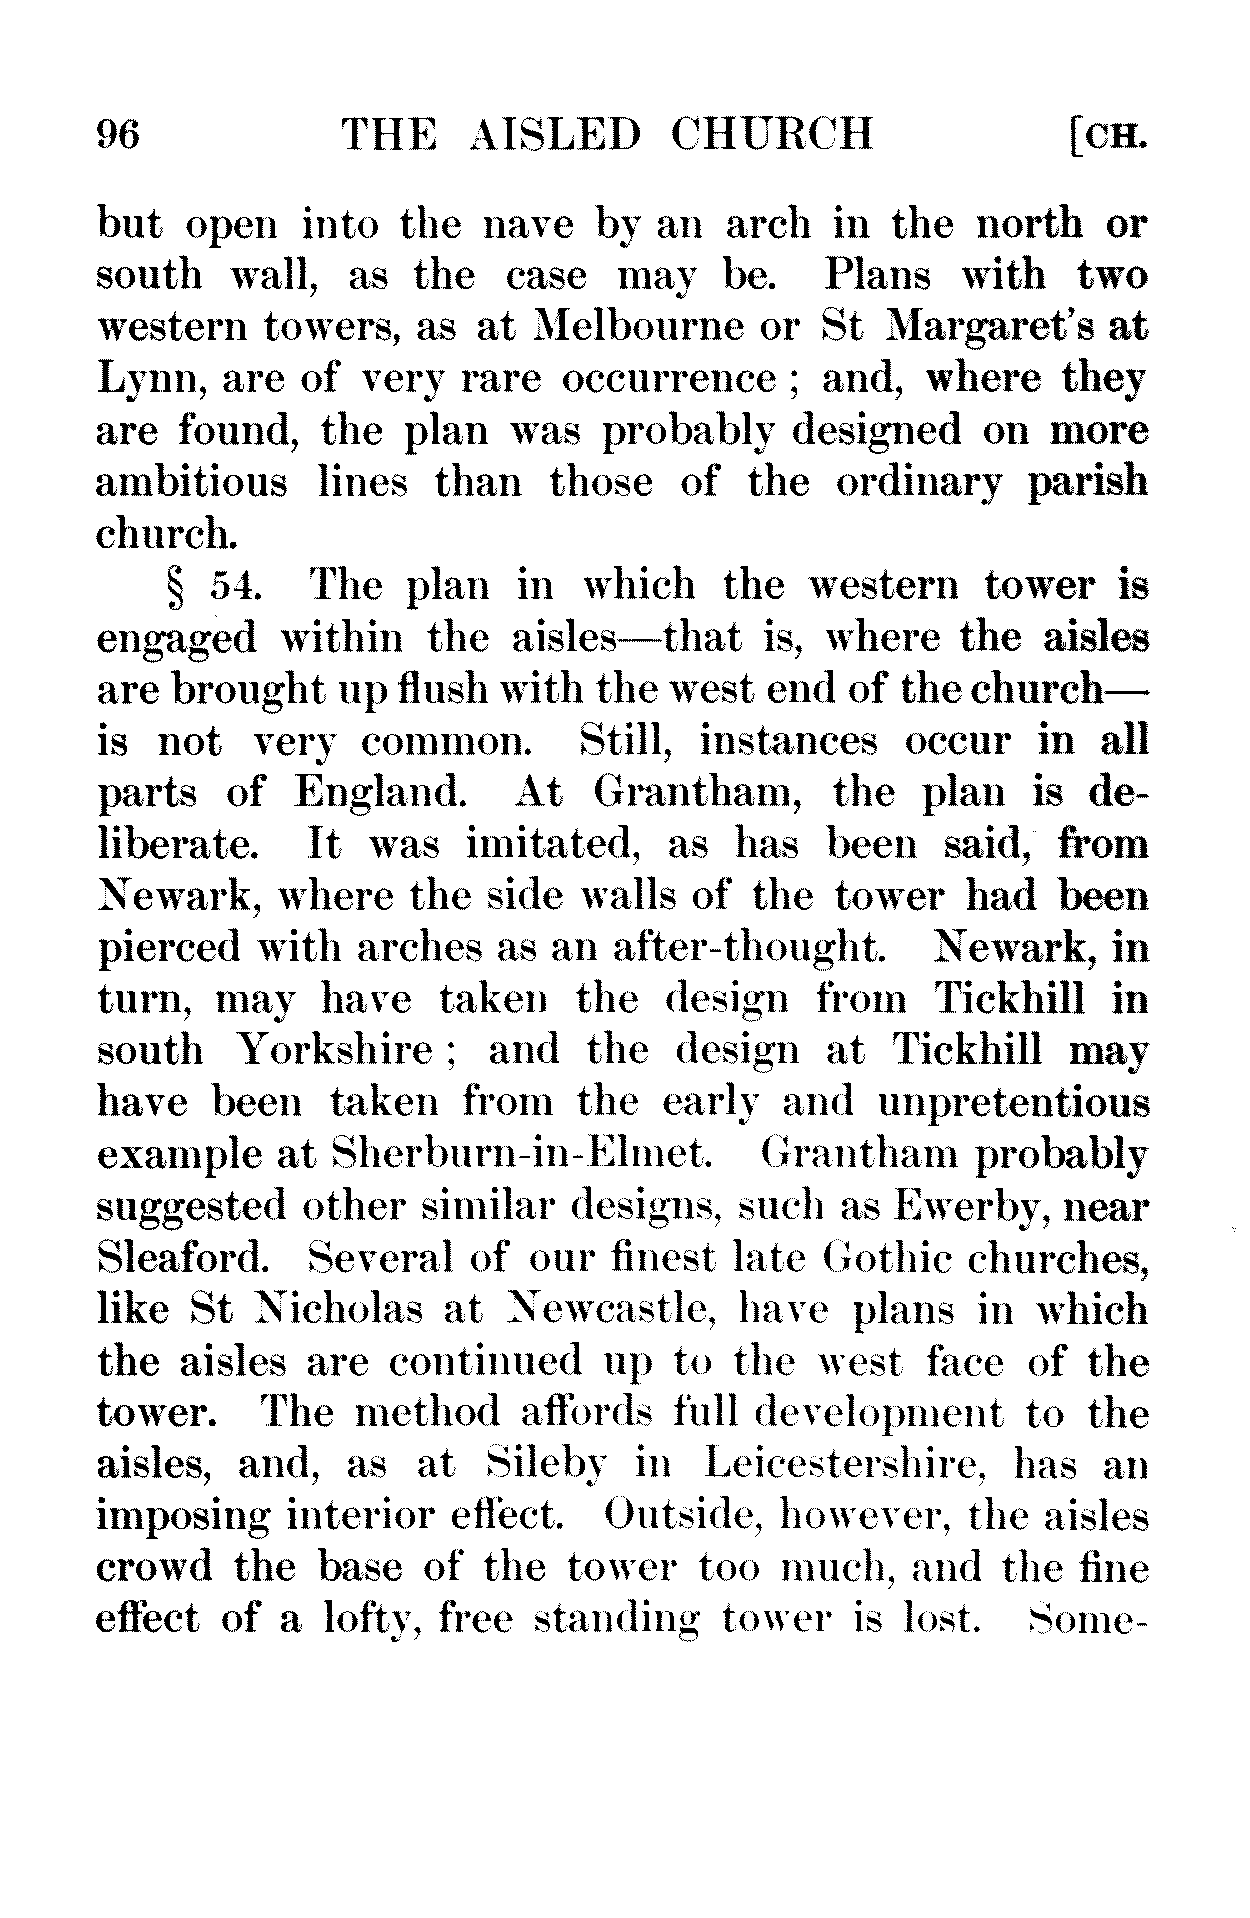 96 THE AISLED CHURCH [CH.
but open into the nave by an arch in the north or
south wall, as the case may be. Plans with two
western towers, as at Melbourne or St Margaret's at
Lynn, are of very rare occurrence ; and, where they
are found, the plan was probably designed on more
ambitious lines than those of the ordinary parish
church.
§ 54. The plan in which the western tower is
engaged within the aisles—that is, where the aisles
are brought up flush with the west end of the church—
is not very common. Still, instances occur in all
parts of England. At Grantham, the plan is de-
liberate. It was imitated, as has been said, from
Newark, where the side walls of the tower had been
pierced with arches as an after-thought. Newark, in
turn, may have taken the design from Tickhill in
south Yorkshire ; and the design at Tickhill may
have been taken from the early and unpretentious
example at Sherburn-in-Elmet. Grantham probably
suggested other similar designs, such as Ewerby, near
Sleaford. Several of our finest late Gothic churches,
like St Nicholas at Newcastle, have plans in which
the aisles are continued up to the west face of the
tower. The method affords full development to the
aisles, and, as at Sileby in Leicestershire, has an
imposing interior effect. Outside, however, the aisles
crowd the base of the tower too much, and the fine
effect of a lofty, free standing tower is lost. Some-